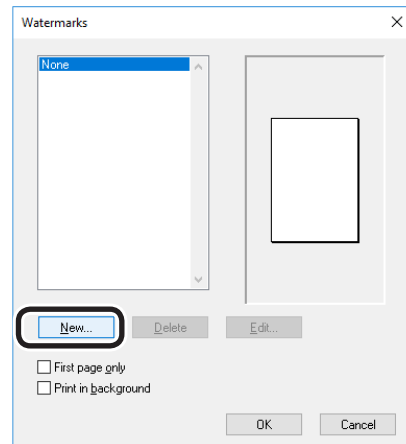 Watermarks
None
New... Delete Edit...
First page only
Print in background
OK Cancel